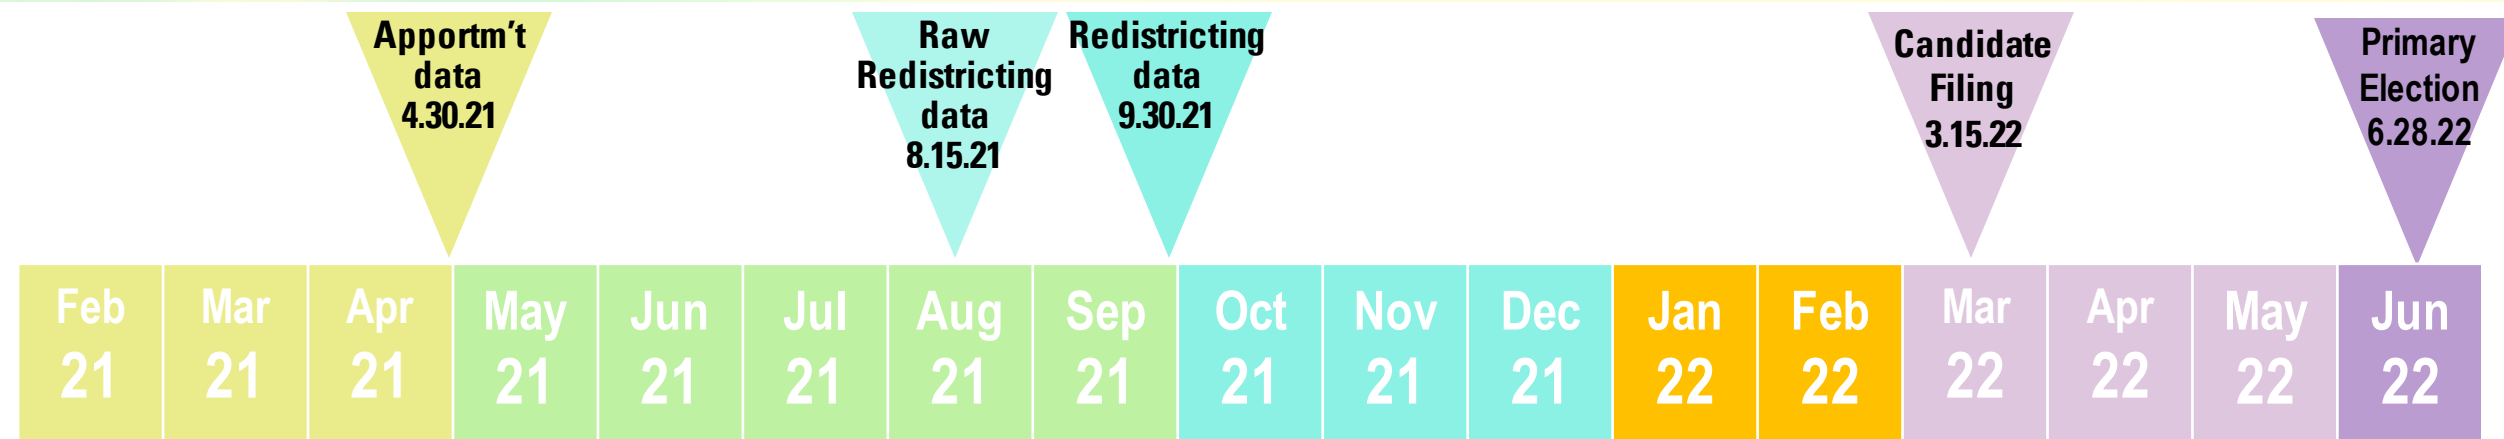 Apportm't
data
4.30.21
Raw
Redistricting
data
8.15.21
Redistricting
data
9.30.21
Candidate
Filing
3.15.22
Primary
Election
6.28.22
Feb
21
Mar
21
Apr
21
May
21
Jun
21
Jul
21
Aug
21
Sep
21
Oct
21
Nov
21
Dec
21
Jan
22
Feb
22
Mar
22
Apr
22
May
22
Jun
22